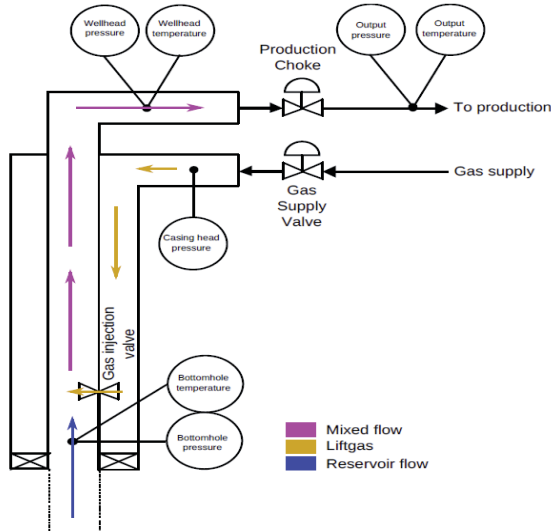 Wellhead
pressure
Wellhead
temperature
Output
pressure
Output
temperature
Production
Choke
To production
Gas supply
Gas
Supply
Valve
Casing head
pressure
Gas injection
valve
Bottomhole
temperature
Bottomhole
pressure
Mixed flow
Liftgas
Reservoir flow